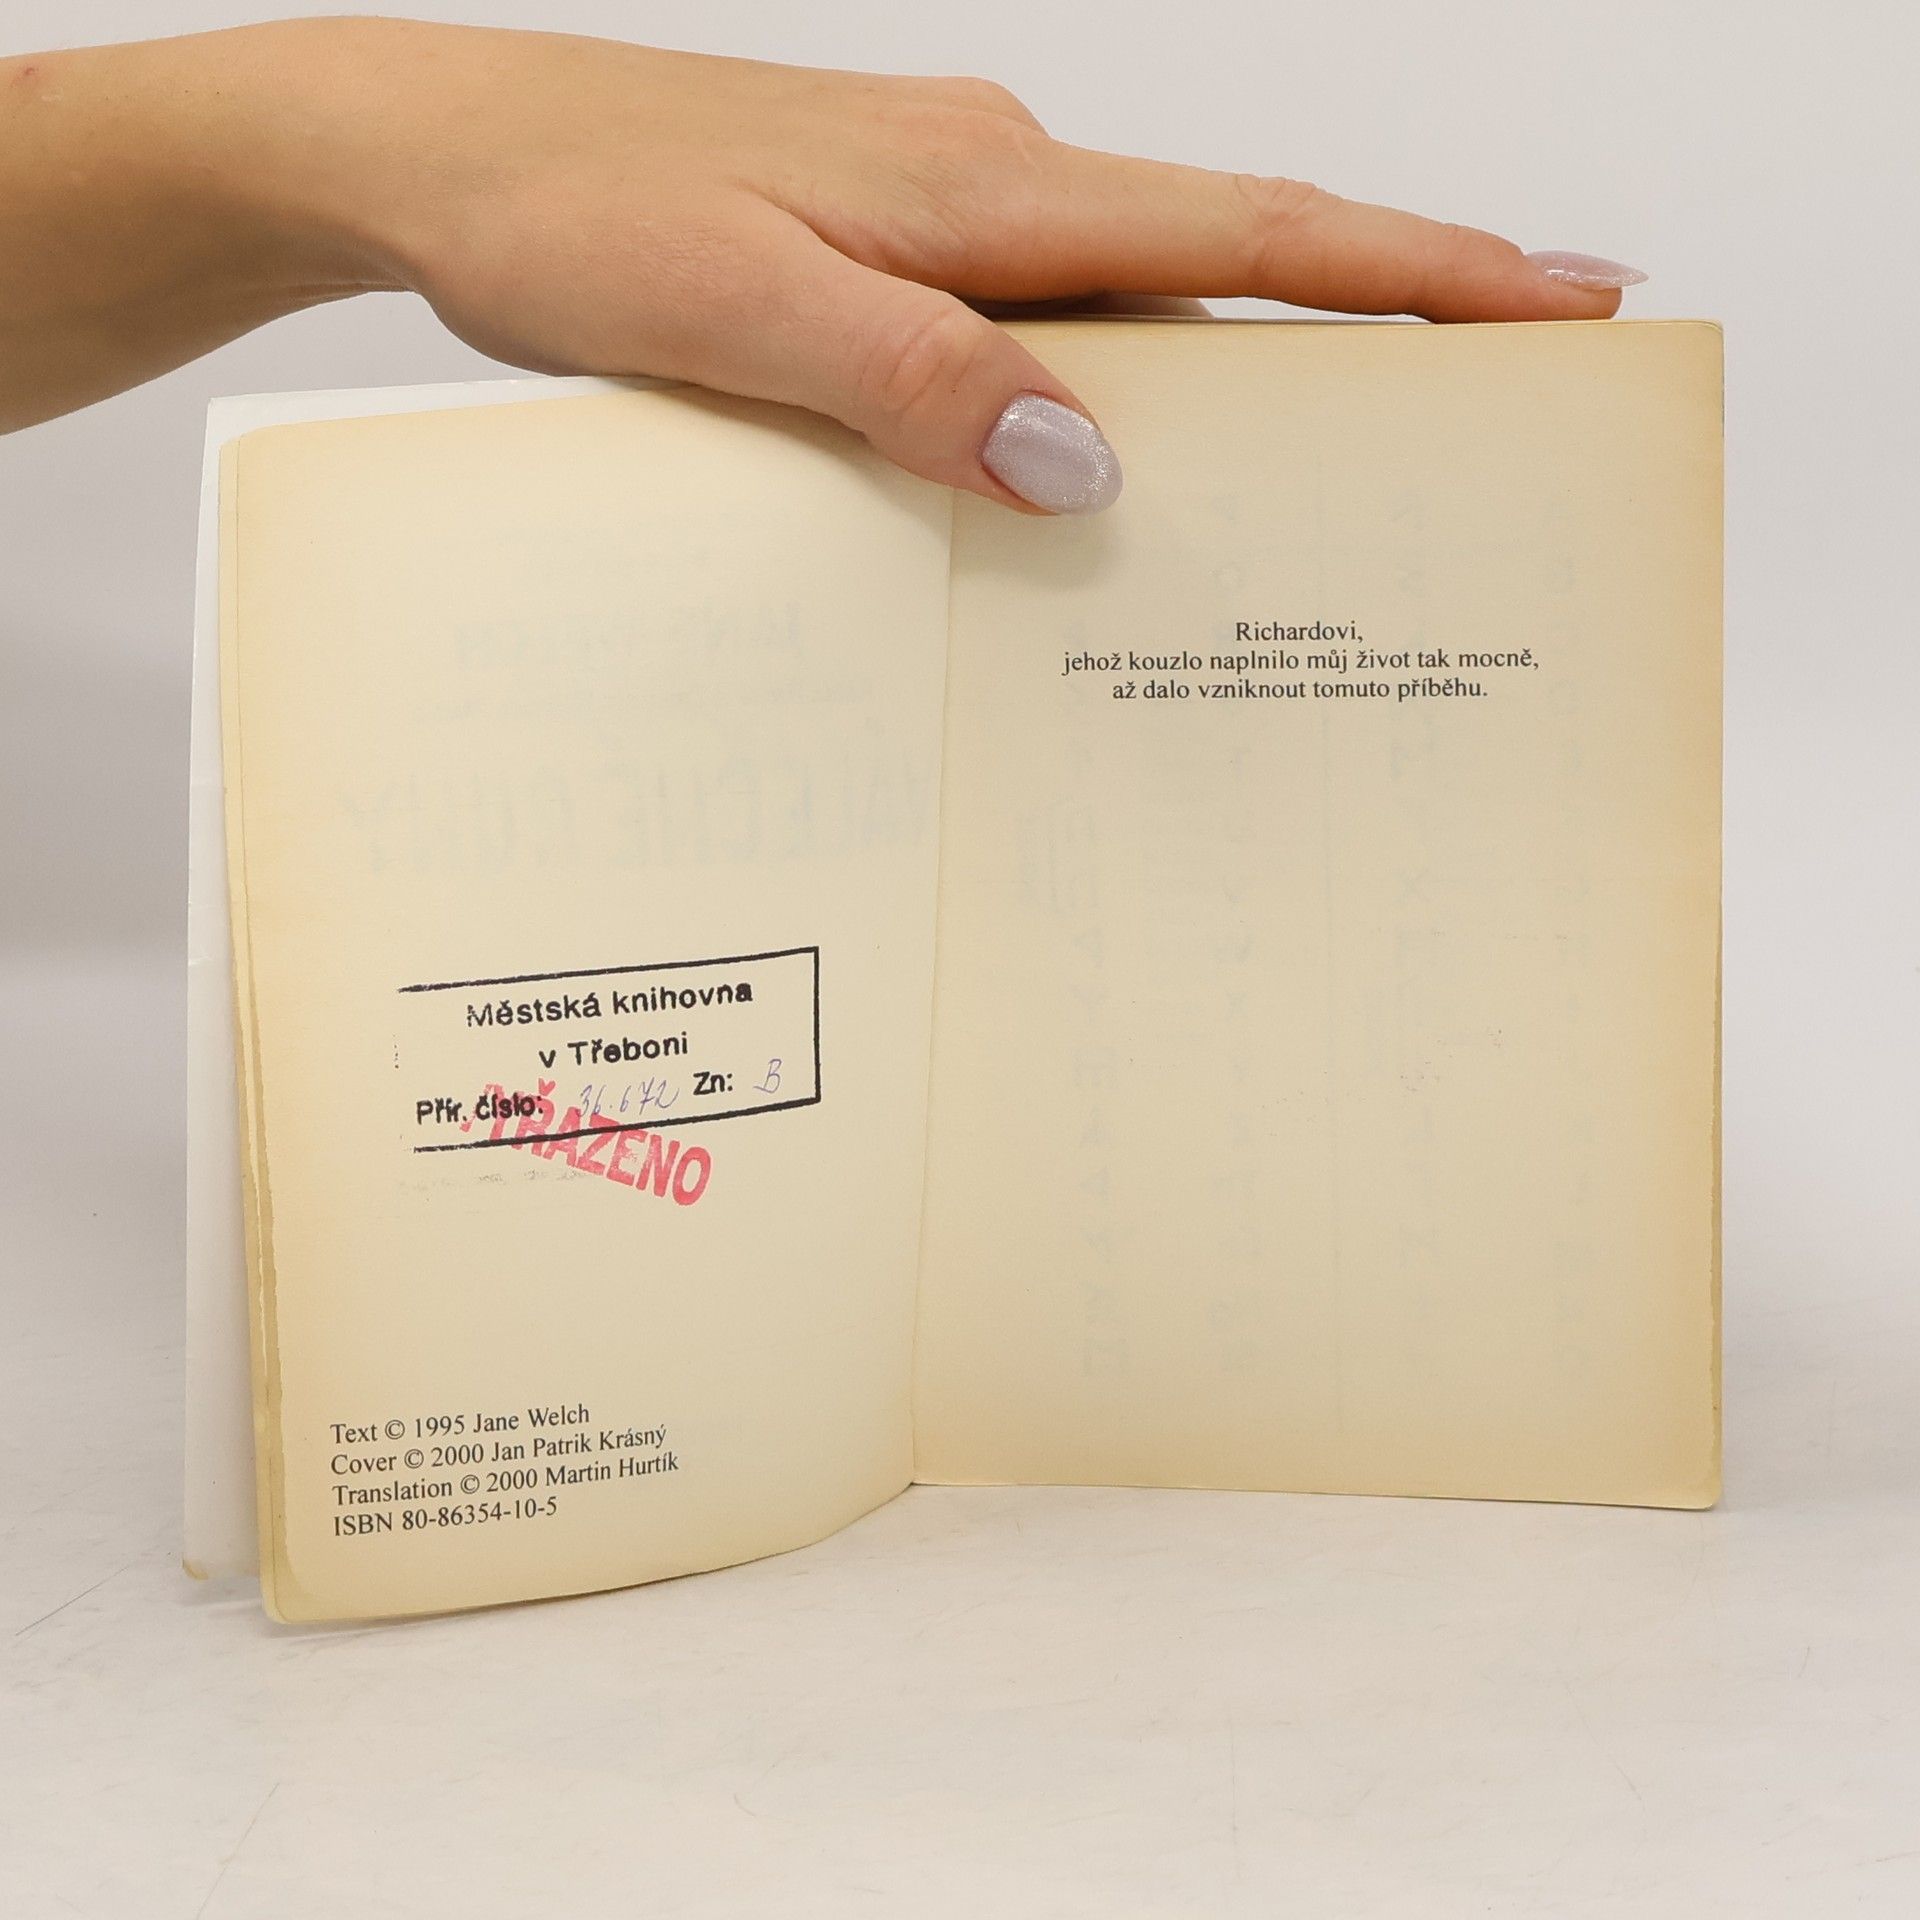 Městská knihovna
v Třeboni
Přír. číslo: 36.672 Zn: B
VYŘAZENO
Text © 1995 Jane Welch
Cover © 2000 Jan Patrik Krásný
Translation © 2000 Martin Hurtík
ISBN 80-86354-10-5
Richardovi,
jehož kouzlo naplnilo můj život tak mocně,
až dalo vzniknout tomuto příběhu.